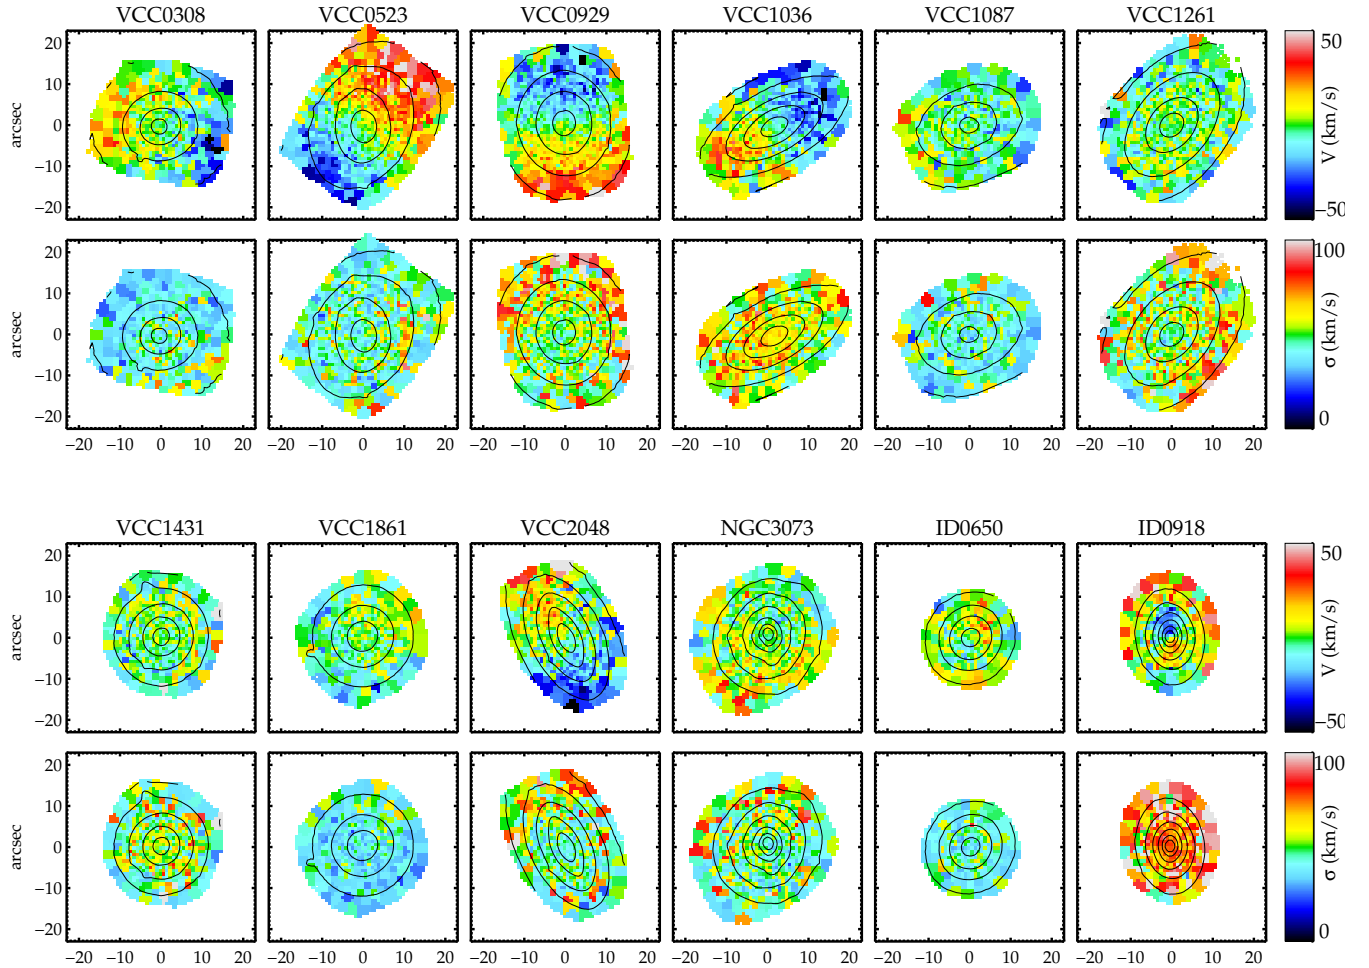 VCC0308 VCC0523 VCC0929 VCC1036 VCC1087 VCC1261
20
10
0
−10
−20
arcsec
50
V (km/s)
−50
20
10
0
−10
−20
arcsec
100
σ (km/s)
0
−20 −10 0 10 20 −20 −10 0 10 20 −20 −10 0 10 20 −20 −10 0 10 20 −20 −10 0 10 20 −20 −10 0 10 20
VCC1431 VCC1861 VCC2048 NGC3073 ID0650 ID0918
20
10
0
−10
−20
arcsec
50
V (km/s)
−50
20
10
0
−10
−20
arcsec
100
σ (km/s)
0
−20 −10 0 10 20 −20 −10 0 10 20 −20 −10 0 10 20 −20 −10 0 10 20 −20 −10 0 10 20 −20 −10 0 10 20